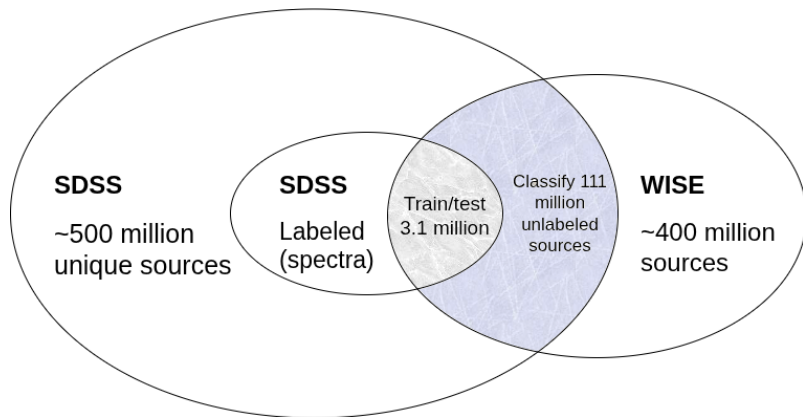 SDSS
~500 million
unique sources
SDSS
Labeled
(spectra)
Train/test
3.1 million
Classify 111
million
unlabeled
sources
WISE
~400 million
sources